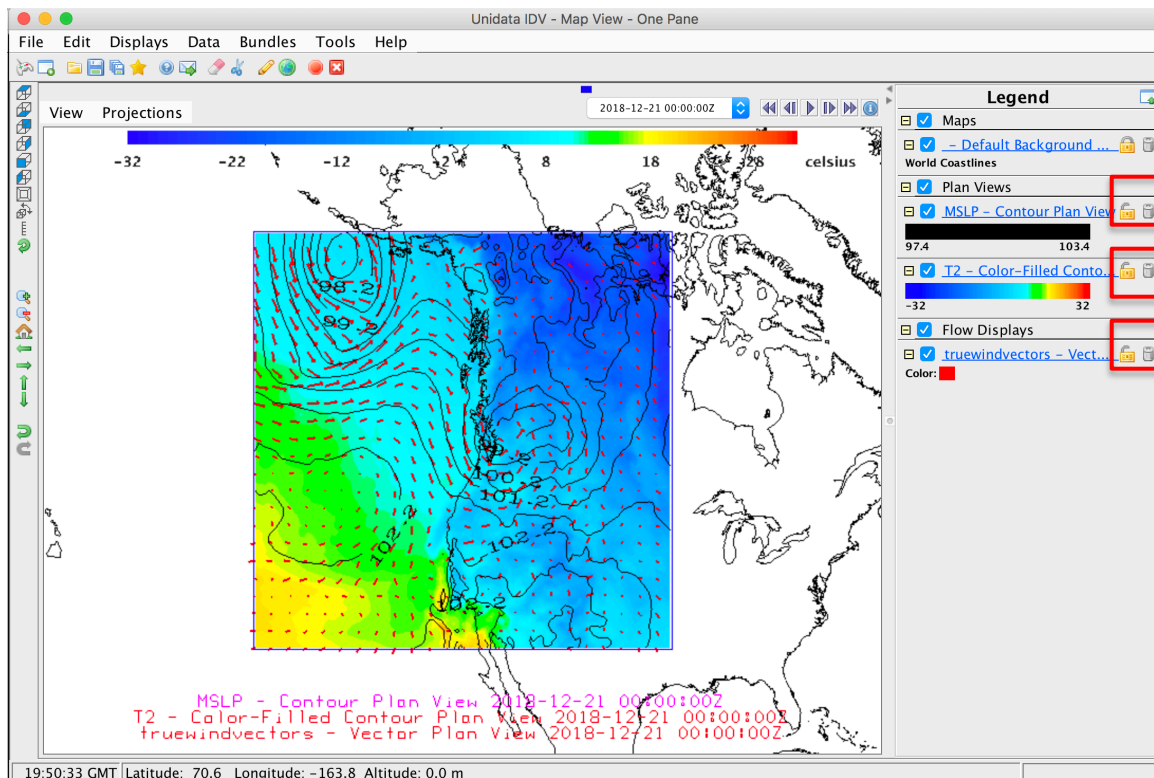 Unidata IDV - Map View - One Pane
File Edit Displays Data Bundles Tools Help
View Projections
2018-12-21 00:00:00Z
-32 -22 -12 -2 8 18 28 celsius
98.2
99.2
100.2
101.2
102.2
102.2
102.2
MSLP - Contour Plan View 2018-12-21 00:00:00Z
T2 - Color-Filled Contour Plan View 2018-12-21 00:00:00Z
truewindvectors - Vector Plan View 2018-12-21 00:00:00Z
Legend
Maps
- Default Background ...
World Coastlines
Plan Views
MSLP - Contour Plan View
97.4 103.4
T2 - Color-Filled Conto...
-32 32
Flow Displays
truewindvectors - Vect...
Color:
19:50:33 GMT Latitude: 70.6 Longitude: -163.8 Altitude: 0.0 m